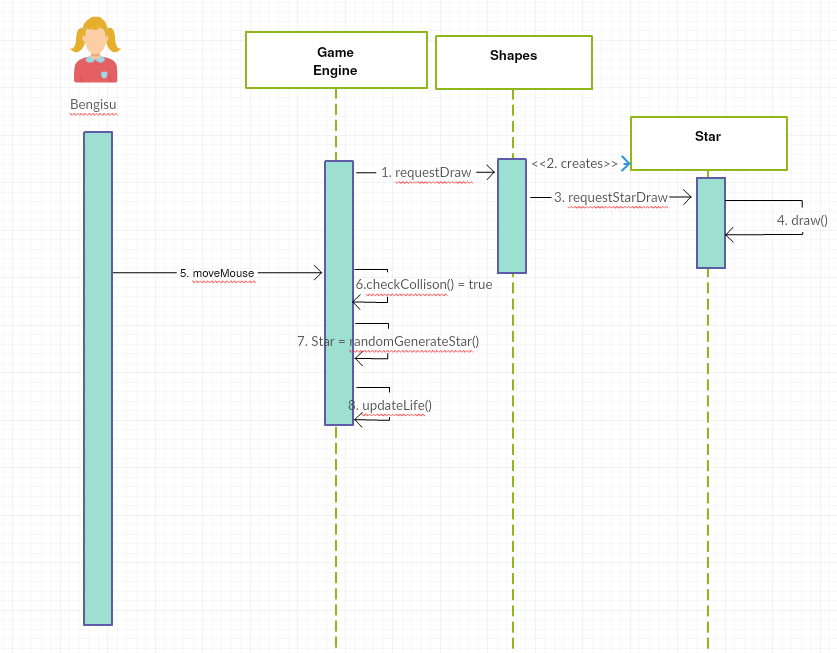 Game
Engine
Shapes
Bengisu
Star
<<2. creates>>
1. requestDraw
3. requestStarDraw
4. draw()
5. moveMouse
6.checkCollison() = true
7. Star = randomGenerateStar()
8. updateLife()